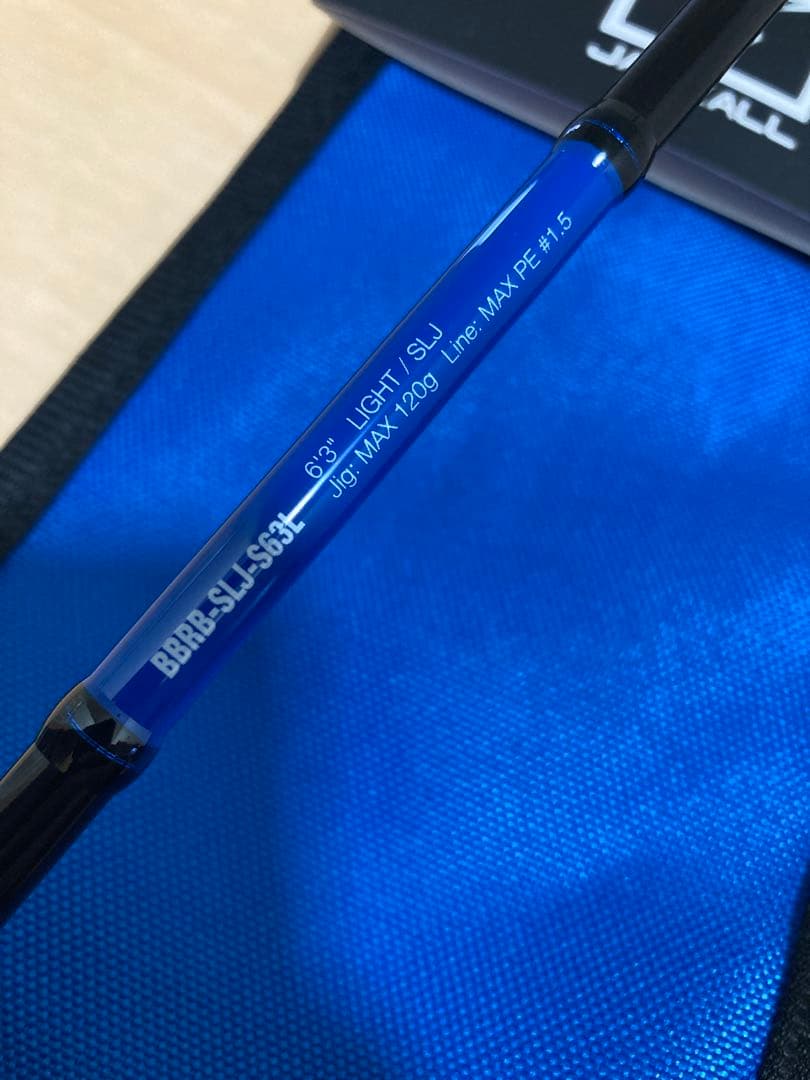 BBRB-SLJ-S63L
6'3" LIGHT / SLJ
Jig: MAX 120g Line: MAX PE #1.5